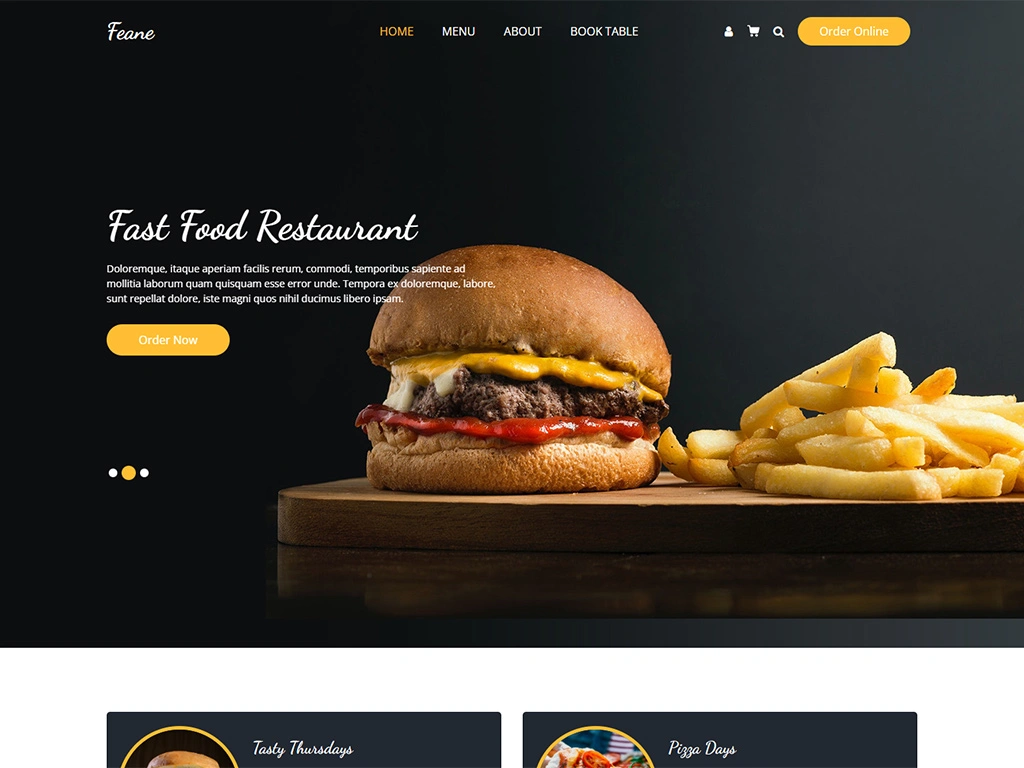 Feane
HOME MENU ABOUT BOOK TABLE
Order Online
Fast Food Restaurant
Doloremque, itaque aperiam facilis rerum, commodi, temporibus sapiente ad
mollitia laborum quam quisquam esse error unde. Tempora ex doloremque, labore,
sunt repellat dolore, iste magni quos nihil ducimus libero ipsam.
Order Now
Tasty Thursdays
Pizza Days